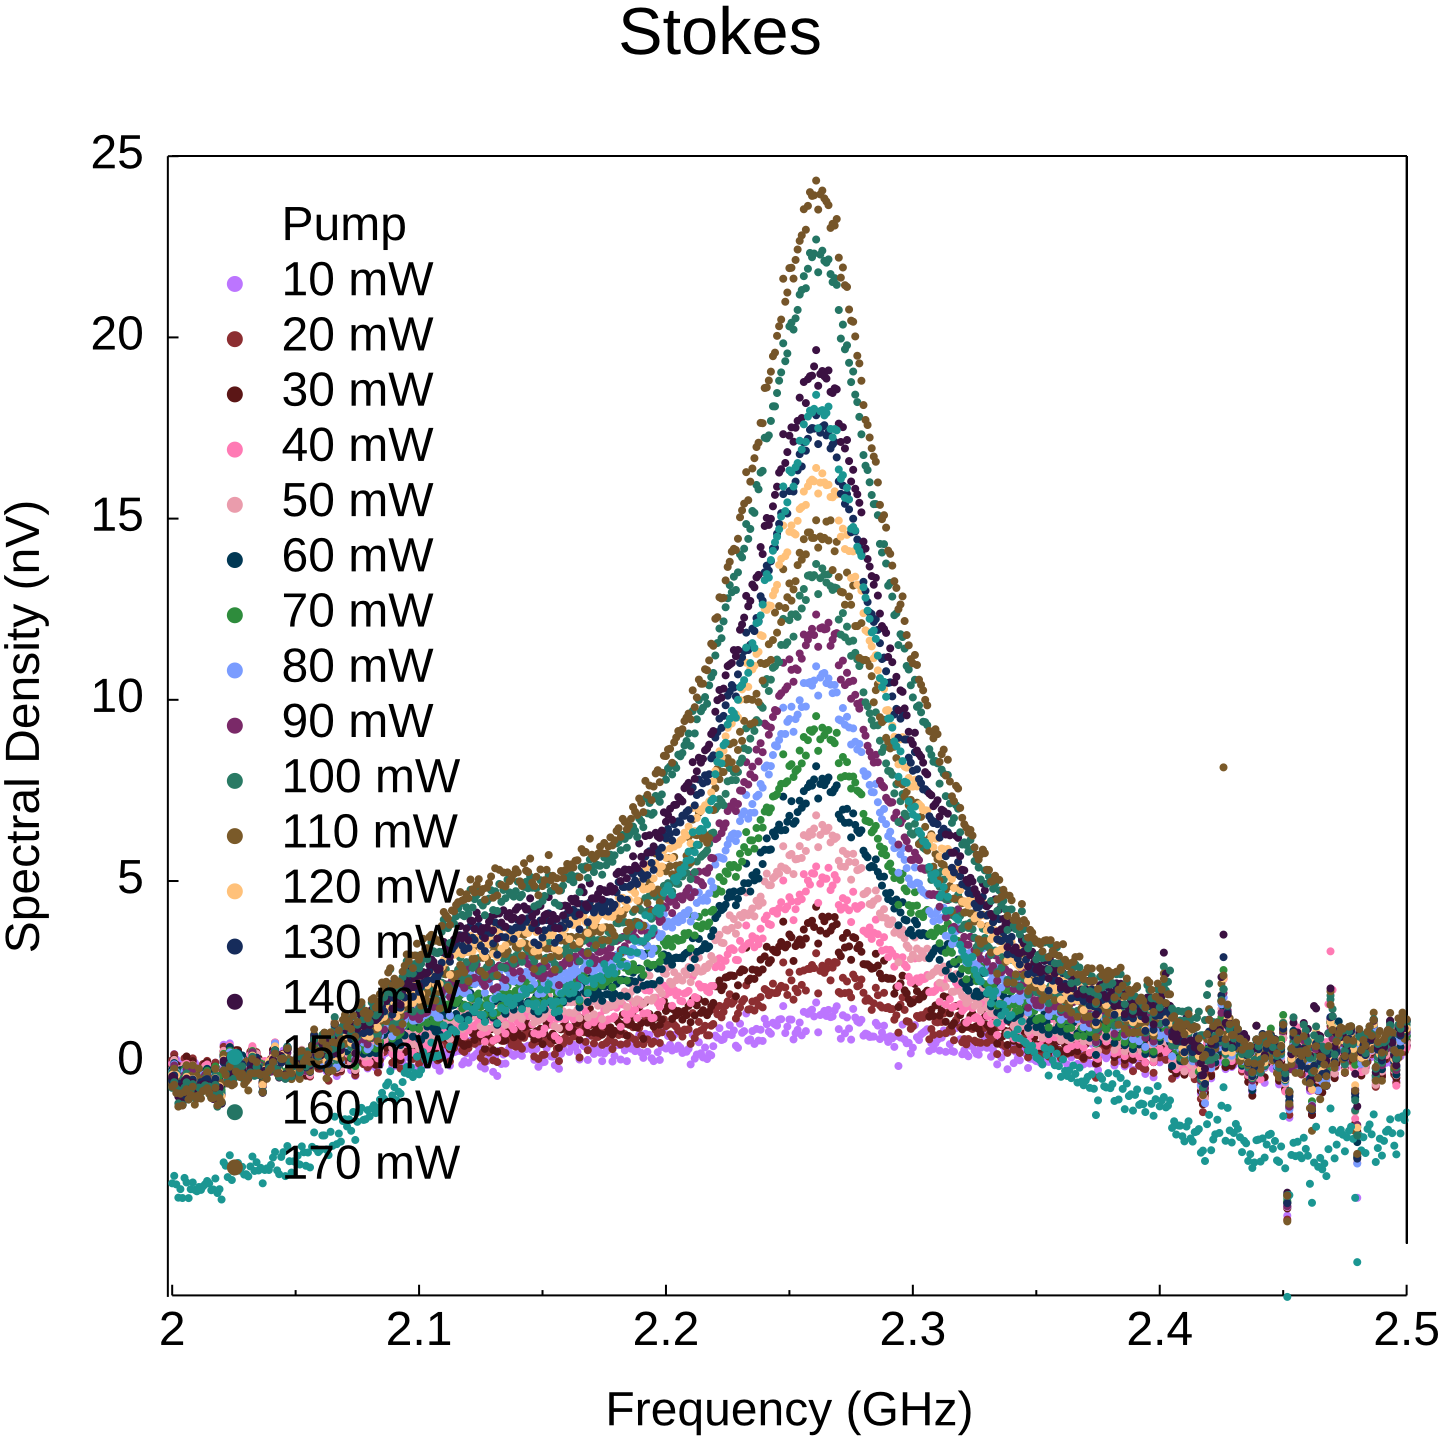 Stokes
25
20
15
10
5
0
Spectral Density (nV)
Pump
10 mW
20 mW
30 mW
40 mW
50 mW
60 mW
70 mW
80 mW
90 mW
100 mW
110 mW
120 mW
130 mW
140 mW
150 mW
160 mW
170 mW
2 2.1 2.2 2.3 2.4 2.5
Frequency (GHz)